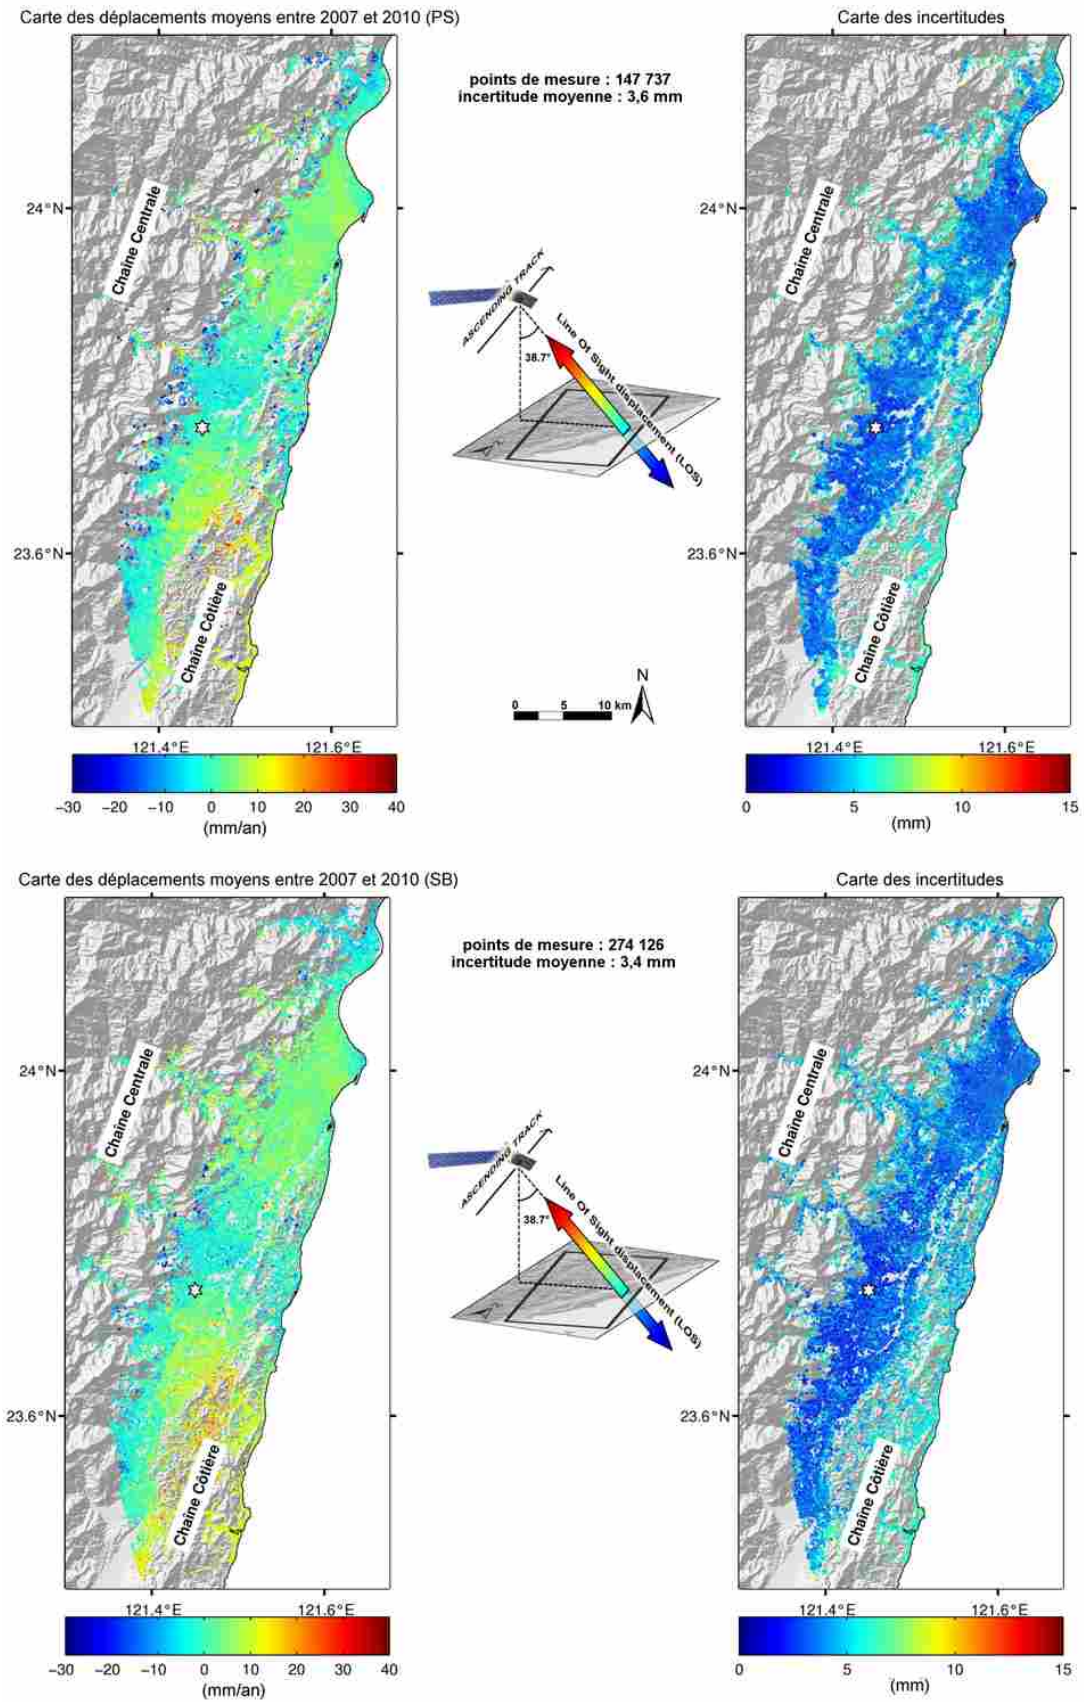 Carte des déplacements moyens entre 2007 et 2010 (PS)
Carte des incertitudes
points de mesure : 147 737
incertitude moyenne : 3,6 mm
24°N
23.6°N
121.4°E
121.6°E
Chaîne Centrale
Chaîne Côtière
−30 −20 −10 0 10 20 30 40
(mm/an)
ASCENDING TRACK
38.7°
Line Of Sight displacement (LOS)
0 5 10 km
N
24°N
23.6°N
121.4°E
121.6°E
Chaîne Centrale
Chaîne Côtière
0 5 10 15
(mm)
Carte des déplacements moyens entre 2007 et 2010 (SB)
Carte des incertitudes
points de mesure : 274 126
incertitude moyenne : 3,4 mm
24°N
23.6°N
121.4°E
121.6°E
Chaîne Centrale
Chaîne Côtière
−30 −20 −10 0 10 20 30 40
(mm/an)
ASCENDING TRACK
38.7°
Line Of Sight displacement (LOS)
24°N
23.6°N
121.4°E
121.6°E
Chaîne Centrale
Chaîne Côtière
0 5 10 15
(mm)